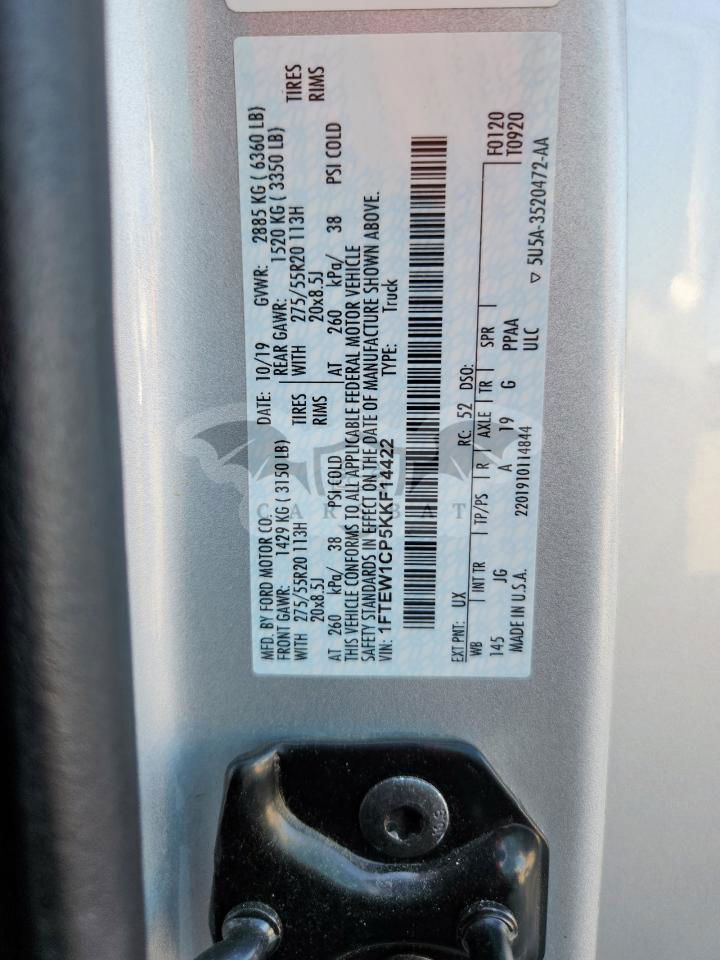 MFD. BY FORD MOTOR CO. DATE: 10/19 GVWR: 2885 KG ( 6360 LB)
FRONT GAWR: 1429 KG ( 3150 LB) REAR GAWR: 1520 KG ( 3350 LB)
WITH 275/55R20 113H TIRES WITH 275/55R20 113H TIRES
20x8.5J RIMS 20x8.5J RIMS
AT 260 kPa/ 38 PSI COLD AT 260 kPa/ 38 PSI COLD
THIS VEHICLE CONFORMS TO ALL APPLICABLE FEDERAL MOTOR VEHICLE
SAFETY STANDARDS IN EFFECT ON THE DATE OF MANUFACTURE SHOWN ABOVE.
VIN: 1FTEW1CP5KKF14422 TYPE: Truck
EXT PNT: UX RC: 52 DSO: F0120
T0920
WB INT TR TP/PS R AXLE TR SPR
145 JG A 19 G PPAA
MADE IN U.S.A. 2201910114844 ULC
▽ 5U5A-3520472-AA
CAR BAT